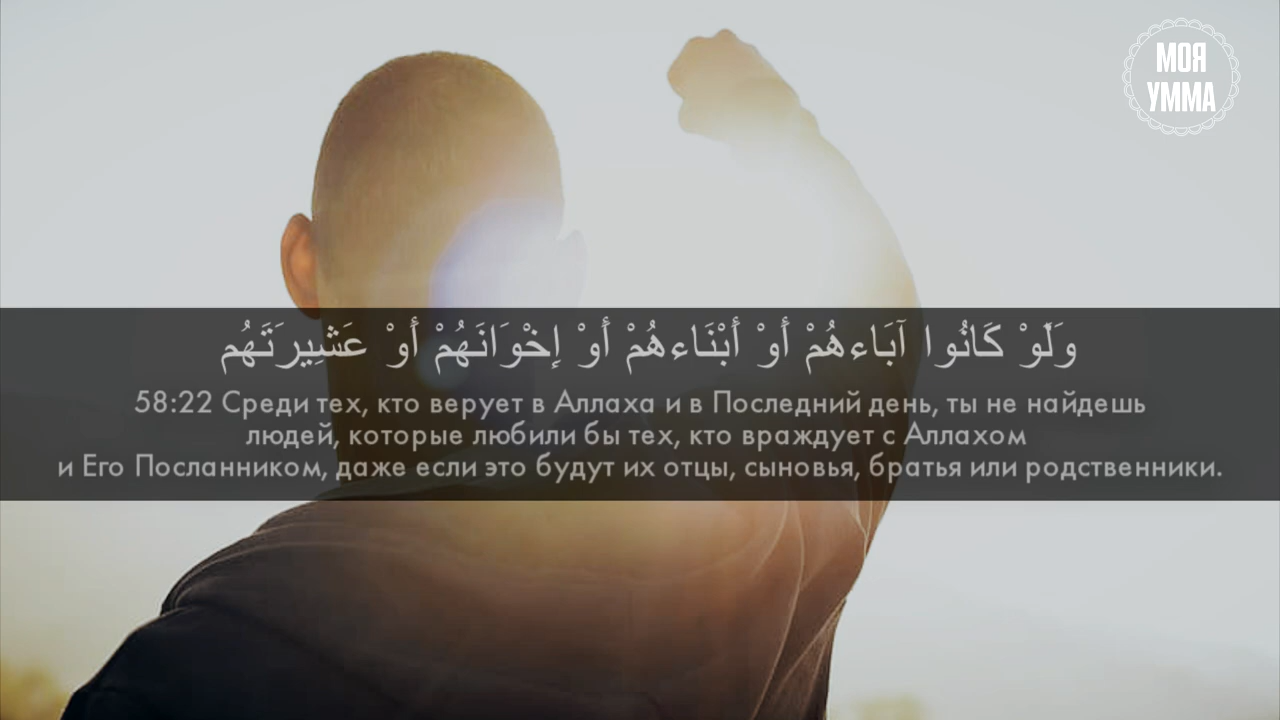 МОЯ
УММА
وَلَوْ كَانُوا آبَاءهُمْ أَوْ أَبْنَاءهُمْ أَوْ إِخْوَانَهُمْ أَوْ عَشِيرَتَهُم
58:22 Среди тех, кто верует в Аллаха и в Последний день, ты не найдешь
людей, которые любили бы тех, кто враждует с Аллахом
и Его Посланником, даже если это будут их отцы, сыновья, братья или родственники.